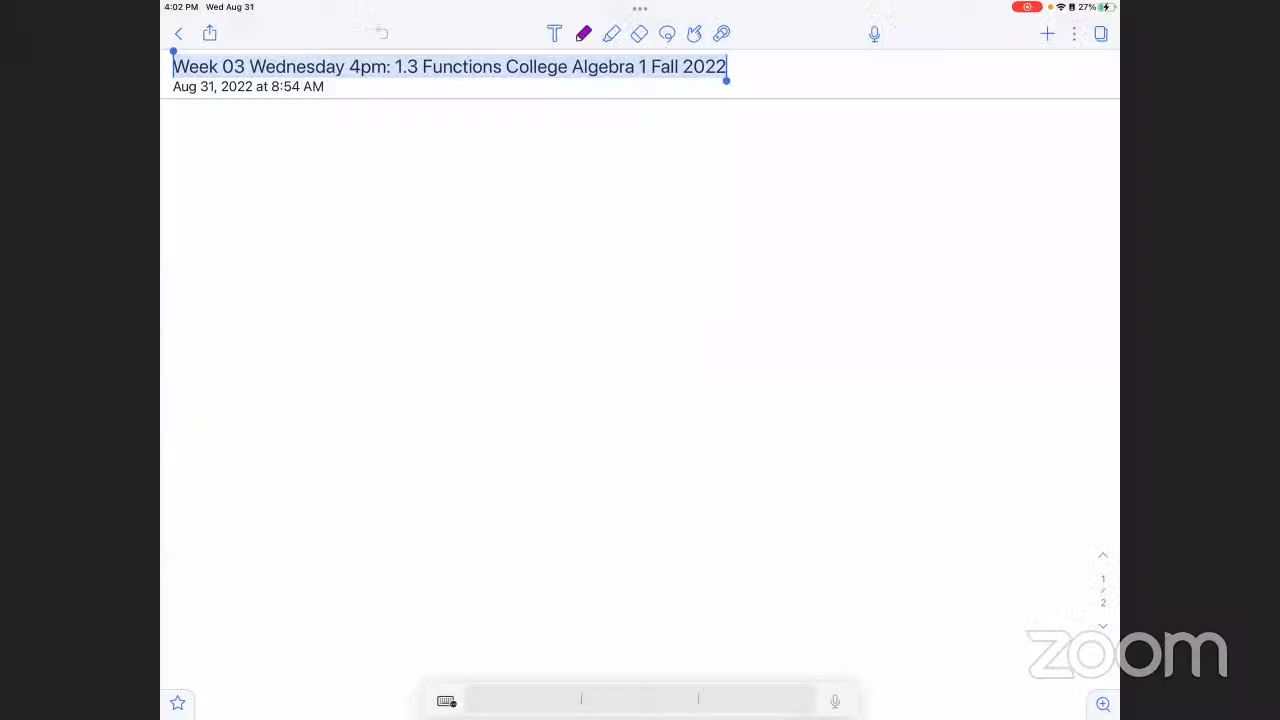 4:02 PM Wed Aug 31
27%
Week 03 Wednesday 4pm: 1.3 Functions College Algebra 1 Fall 2022
Aug 31, 2022 at 8:54 AM
1
/
2
zoom